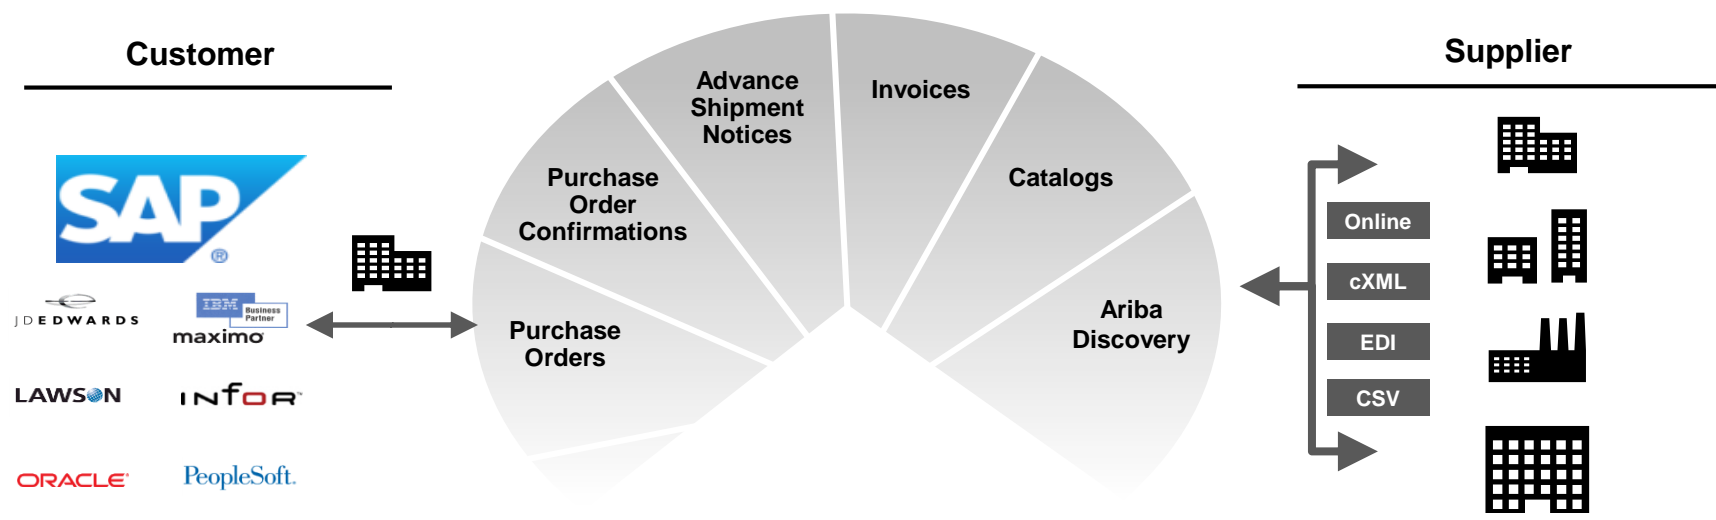 Customer
SAP
®
JDEDWARDS
IBM
Business
Partner
maximo
LAWSON
INFOR™
ORACLE®
PeopleSoft.
Purchase
Orders
Purchase
Order
Confirmations
Advance
Shipment
Notices
Invoices
Catalogs
Ariba
Discovery
Supplier
Online
cXML
EDI
CSV